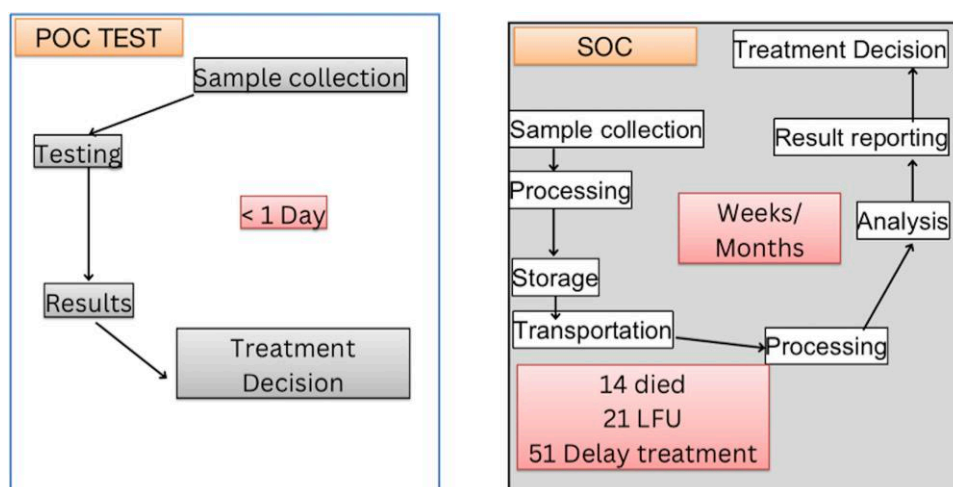 POC TEST
Sample collection
Testing
< 1 Day
Results
Treatment
Decision
SOC
Treatment Decision
Sample collection
Result reporting
Processing
Weeks/
Months
Analysis
Storage
Transportation
Processing
14 died
21 LFU
51 Delay treatment